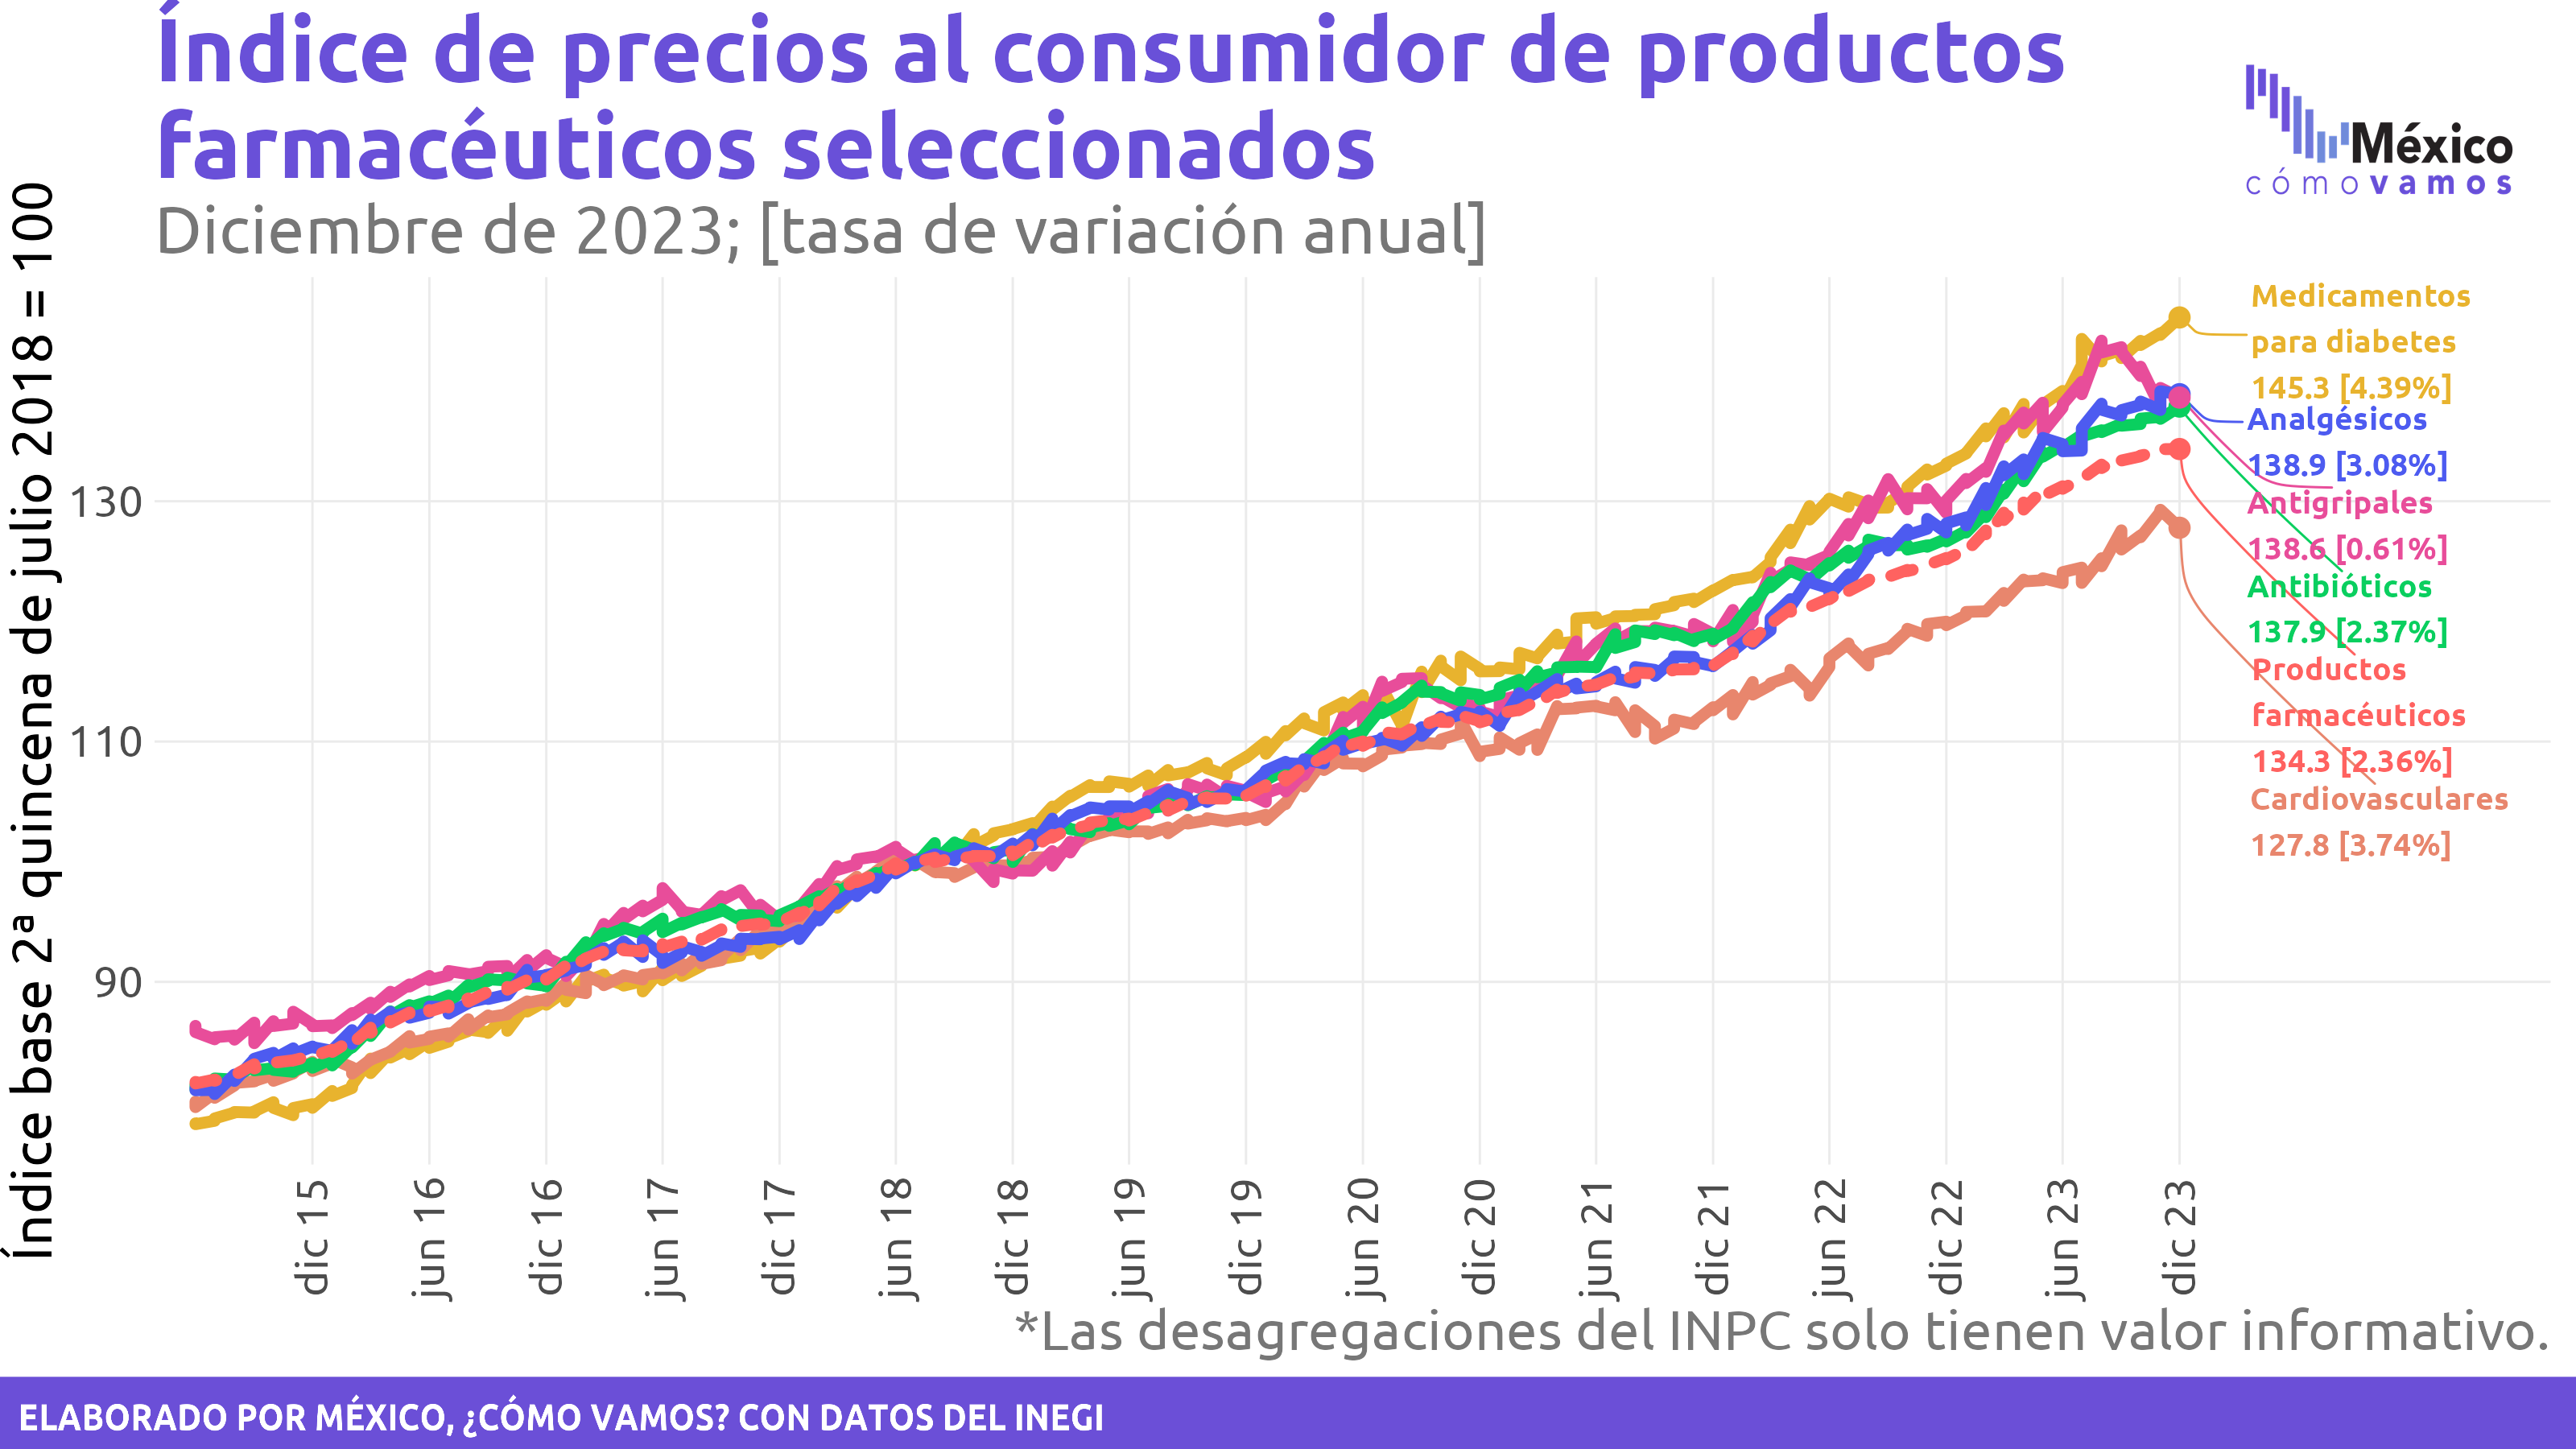 Índice de precios al consumidor de productos
farmacéuticos seleccionados
Diciembre de 2023; [tasa de variación anual]
México
cómo vamos
Índice base 2ª quincena de julio 2018 = 100
130
110
90
Medicamentos
para diabetes
145.3 [4.39%]
Analgésicos
138.9 [3.08%]
Antigripales
138.6 [0.61%]
Antibióticos
137.9 [2.37%]
Productos
farmacéuticos
134.3 [2.36%]
Cardiovasculares
127.8 [3.74%]
dic 15
jun 16
dic 16
jun 17
dic 17
jun 18
dic 18
jun 19
dic 19
jun 20
dic 20
jun 21
dic 21
jun 22
dic 22
jun 23
dic 23
*Las desagregaciones del INPC solo tienen valor informativo.
ELABORADO POR MÉXICO, ¿CÓMO VAMOS? CON DATOS DEL INEGI